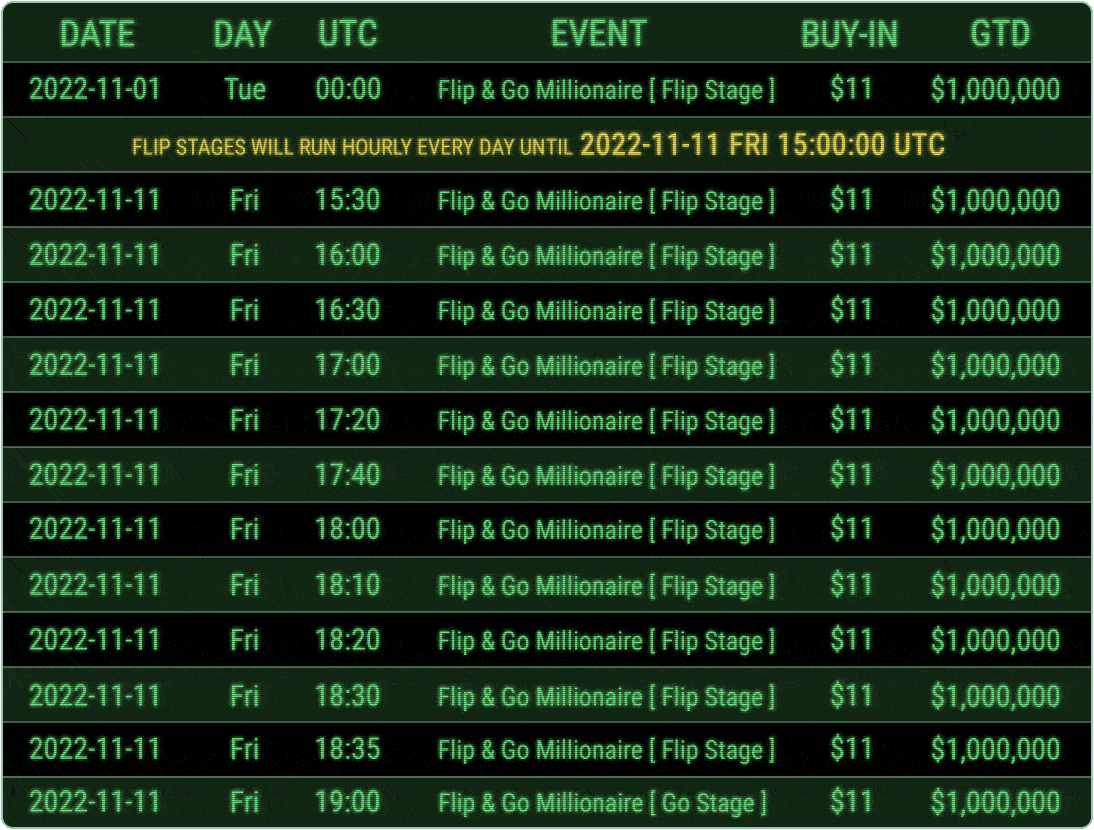 DATE DAY UTC EVENT BUY-IN GTD
2022-11-01 Tue 00:00 Flip & Go Millionaire [ Flip Stage ] $11 $1,000,000
FLIP STAGES WILL RUN HOURLY EVERY DAY UNTIL 2022-11-11 FRI 15:00:00 UTC
2022-11-11 Fri 15:30 Flip & Go Millionaire [ Flip Stage ] $11 $1,000,000
2022-11-11 Fri 16:00 Flip & Go Millionaire [ Flip Stage ] $11 $1,000,000
2022-11-11 Fri 16:30 Flip & Go Millionaire [ Flip Stage ] $11 $1,000,000
2022-11-11 Fri 17:00 Flip & Go Millionaire [ Flip Stage ] $11 $1,000,000
2022-11-11 Fri 17:20 Flip & Go Millionaire [ Flip Stage ] $11 $1,000,000
2022-11-11 Fri 17:40 Flip & Go Millionaire [ Flip Stage ] $11 $1,000,000
2022-11-11 Fri 18:00 Flip & Go Millionaire [ Flip Stage ] $11 $1,000,000
2022-11-11 Fri 18:10 Flip & Go Millionaire [ Flip Stage ] $11 $1,000,000
2022-11-11 Fri 18:20 Flip & Go Millionaire [ Flip Stage ] $11 $1,000,000
2022-11-11 Fri 18:30 Flip & Go Millionaire [ Flip Stage ] $11 $1,000,000
2022-11-11 Fri 18:35 Flip & Go Millionaire [ Flip Stage ] $11 $1,000,000
2022-11-11 Fri 19:00 Flip & Go Millionaire [ Go Stage ] $11 $1,000,000